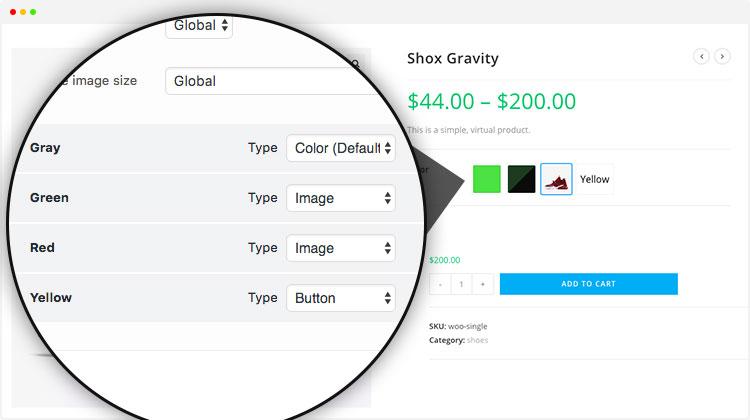 Global
image size
Global
Gray
Type
Color (Default
Green
Type
Image
Red
Type
Image
Yellow
Type
Button
Shox Gravity
$44.00 – $200.00
This is a simple, virtual product.
Yellow
$200.00
- 1 +
ADD TO CART
SKU: woo-single
Category: shoes